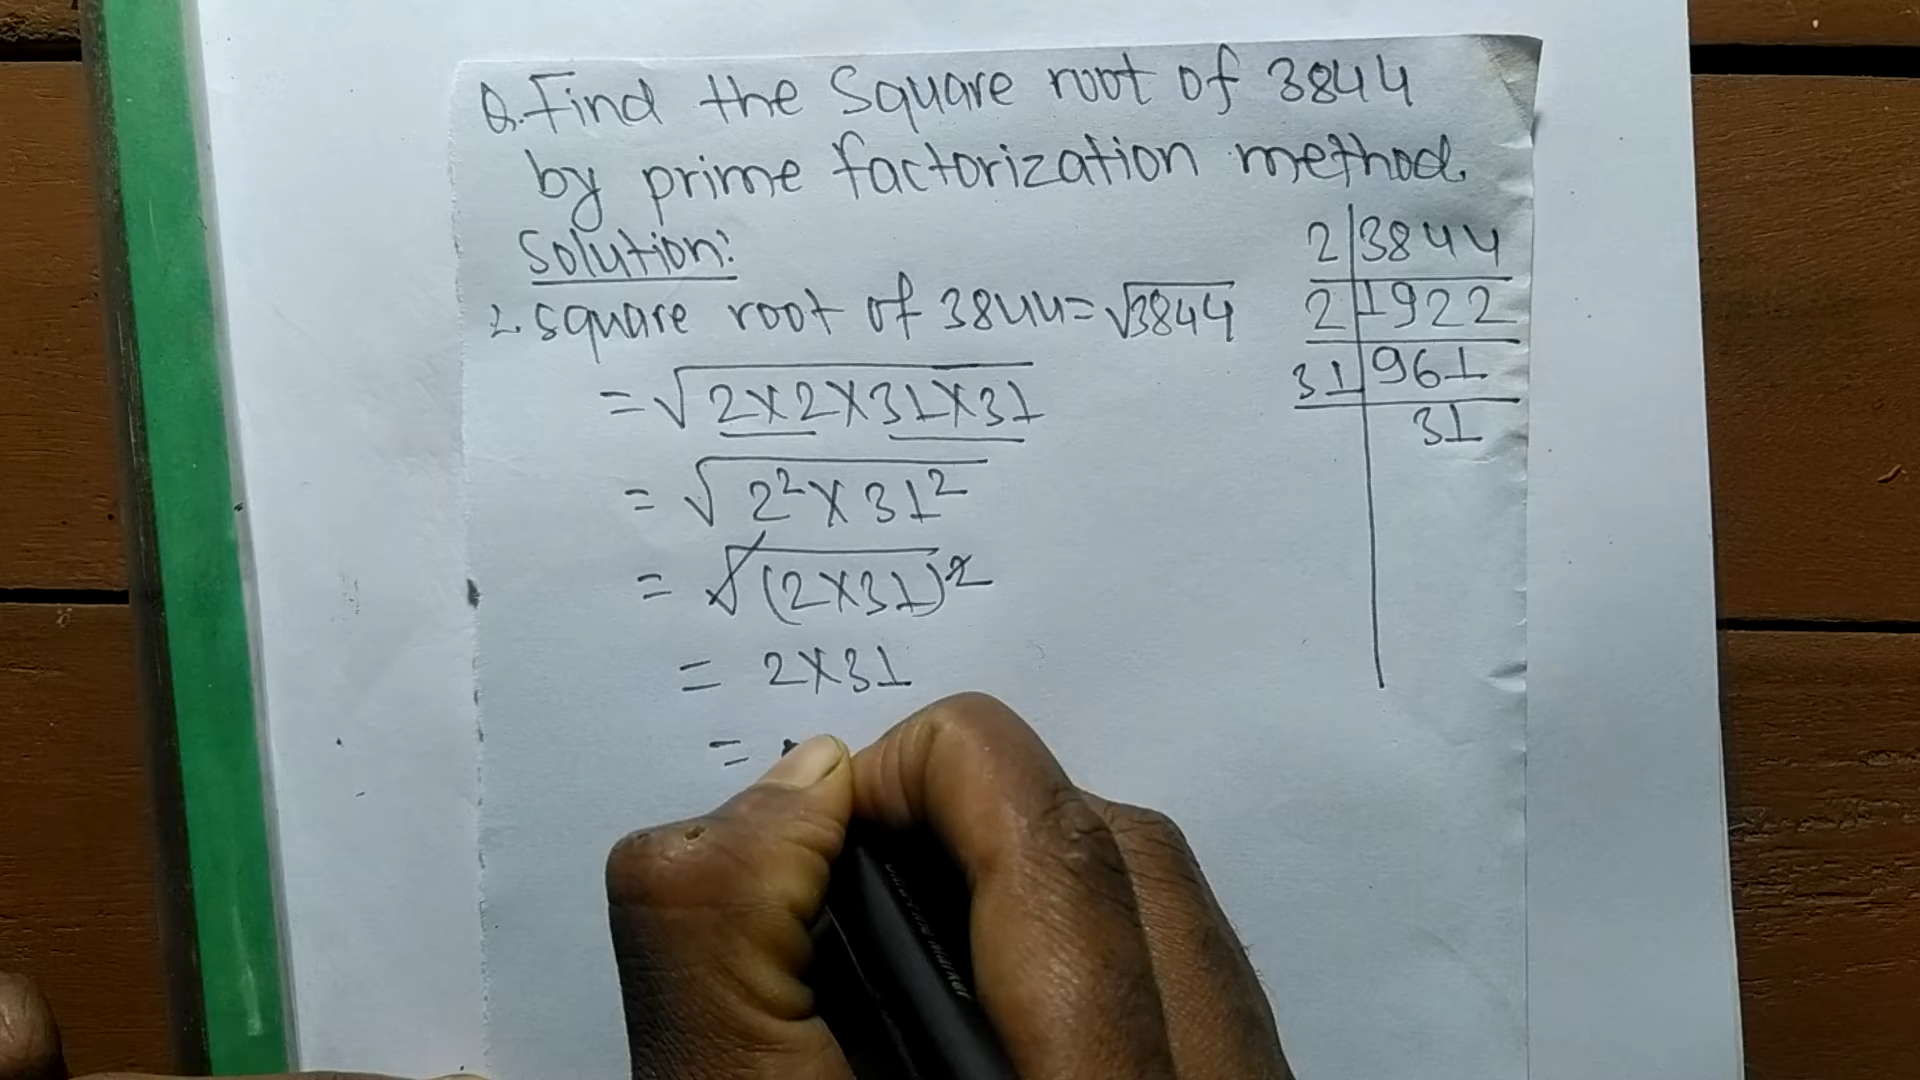 Q. Find the Square root of 3844
by prime factorization method.
Solution:
∴ square root of 3844 = √3844
= √2×2×31×31
= √2²×31²
= √(2×31)²
= 2×31
=
2|3844
2|1922
31|961
31